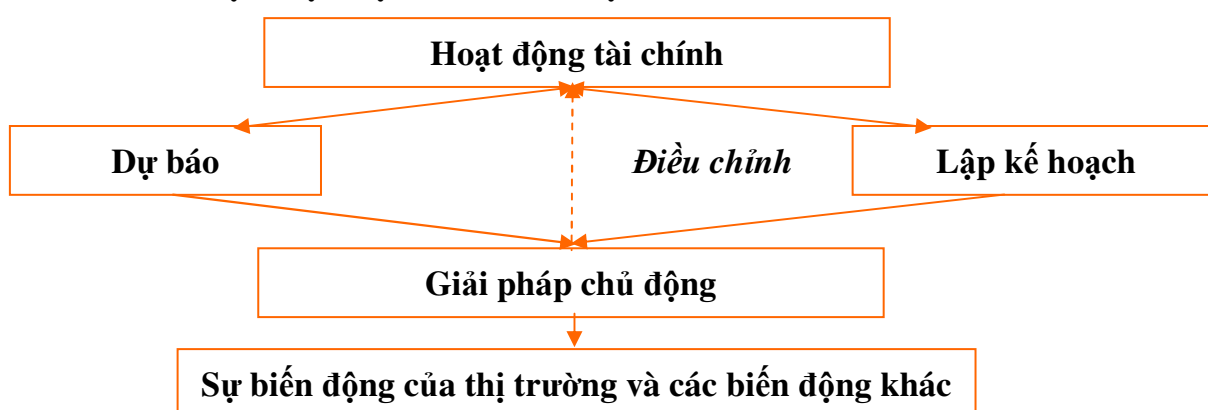 Hoạt động tài chính
Dự báo
Điều chỉnh
Lập kế hoạch
Giải pháp chủ động
Sự biến động của thị trường và các biến động khác